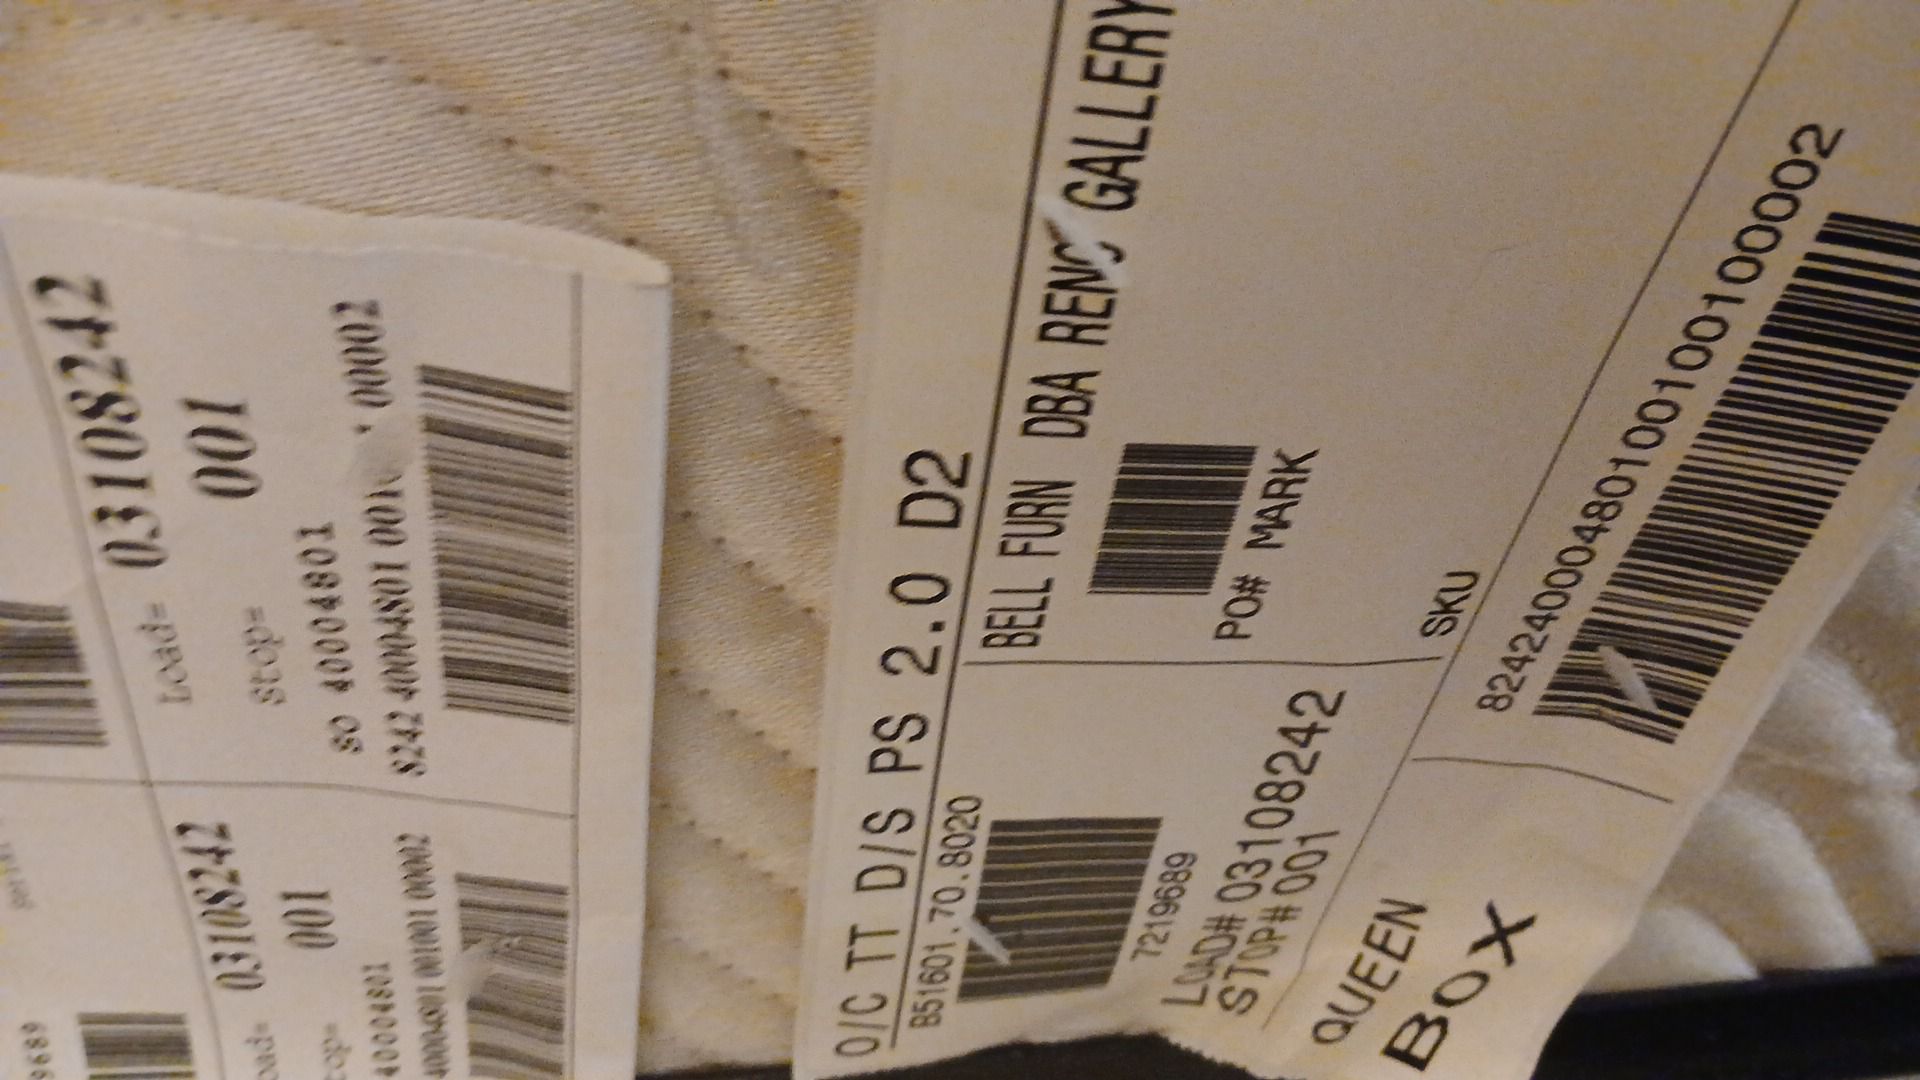 Load= 03108242
stop= 001
so 40004801
8242 40004801 00002
03108242
001
40004801
40004801 001001 00002
9689
O/C TT D/S PS 2.0 D2
B51601.70.8020
7219689
LOAD# 03108242
STOP# 001
BELL FURN DBA RENO GALLERY
PO# MARK
SKU
QUEEN
BOX